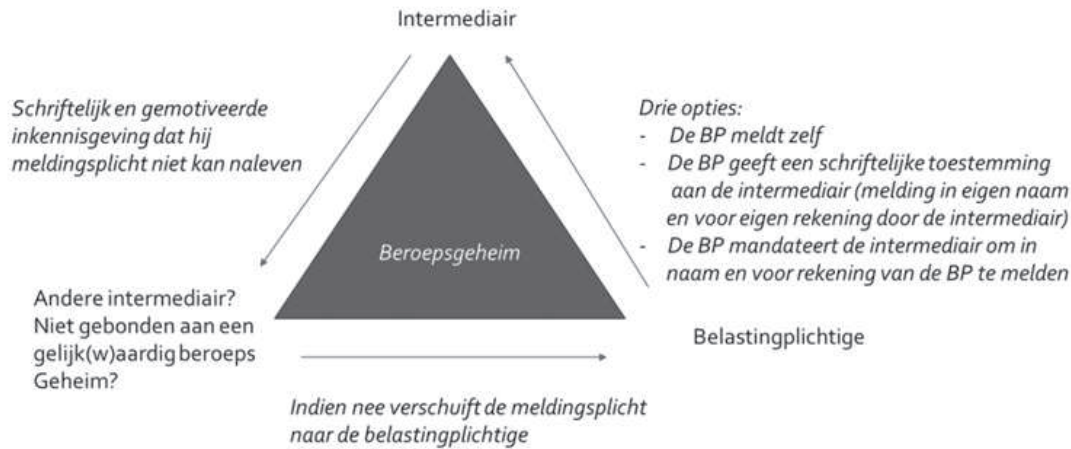 Intermediair
Schriftelijk en gemotiveerde
inkennisgeving dat hij
meldingsplicht niet kan naleven
Drie opties:
- De BP meldt zelf
- De BP geeft een schriftelijke toestemming
aan de intermediair (melding in eigen naam
en voor eigen rekening door de intermediair)
- De BP mandateert de intermediair om in
naam en voor rekening van de BP te melden
Beroepsgeheim
Andere intermediair?
Niet gebonden aan een
gelijk(w)aardig beroeps
Geheim?
Belastingplichtige
Indien nee verschuift de meldingsplicht
naar de belastingplichtige